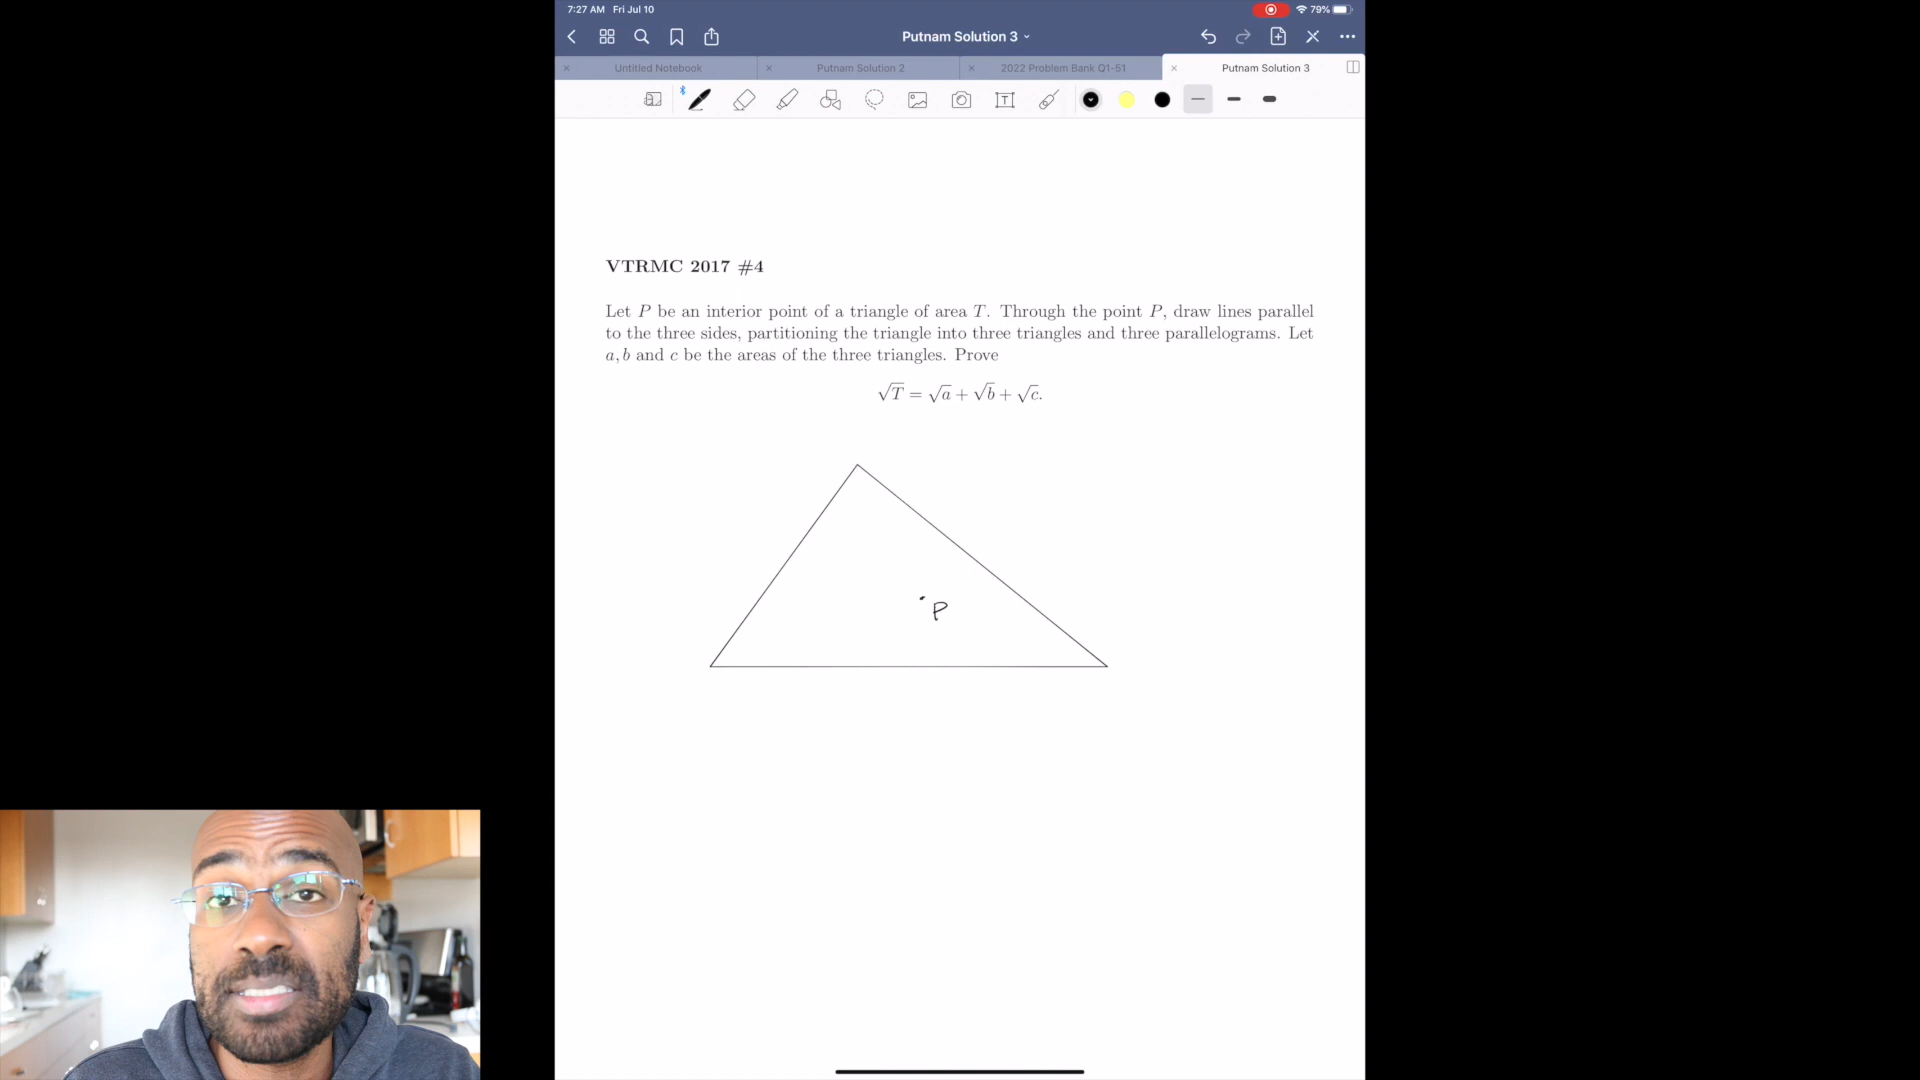 7:27 AM Fri Jul 10
79%
Putnam Solution 3
Untitled Notebook
Putnam Solution 2
2022 Problem Bank Q1-51
Putnam Solution 3
T
VTRMC 2017 #4
Let P be an interior point of a triangle of area T. Through the point P, draw lines parallel
to the three sides, partitioning the triangle into three triangles and three parallelograms. Let
a, b and c be the areas of the three triangles. Prove
√T = √a + √b + √c.
P